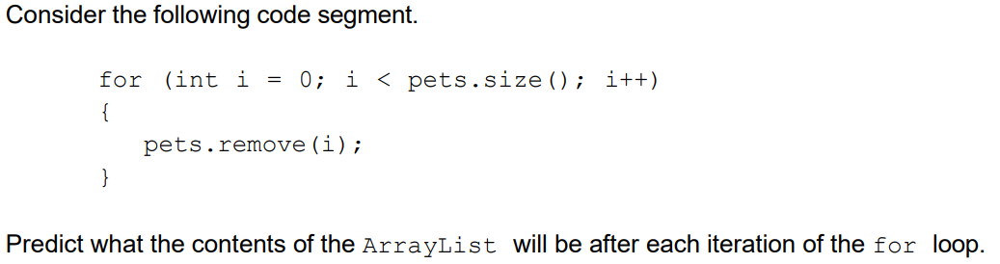 Consider the following code segment.
for (int i = 0; i < pets.size(); i++)
{
pets.remove(i);
}
Predict what the contents of the ArrayList will be after each iteration of the for loop.